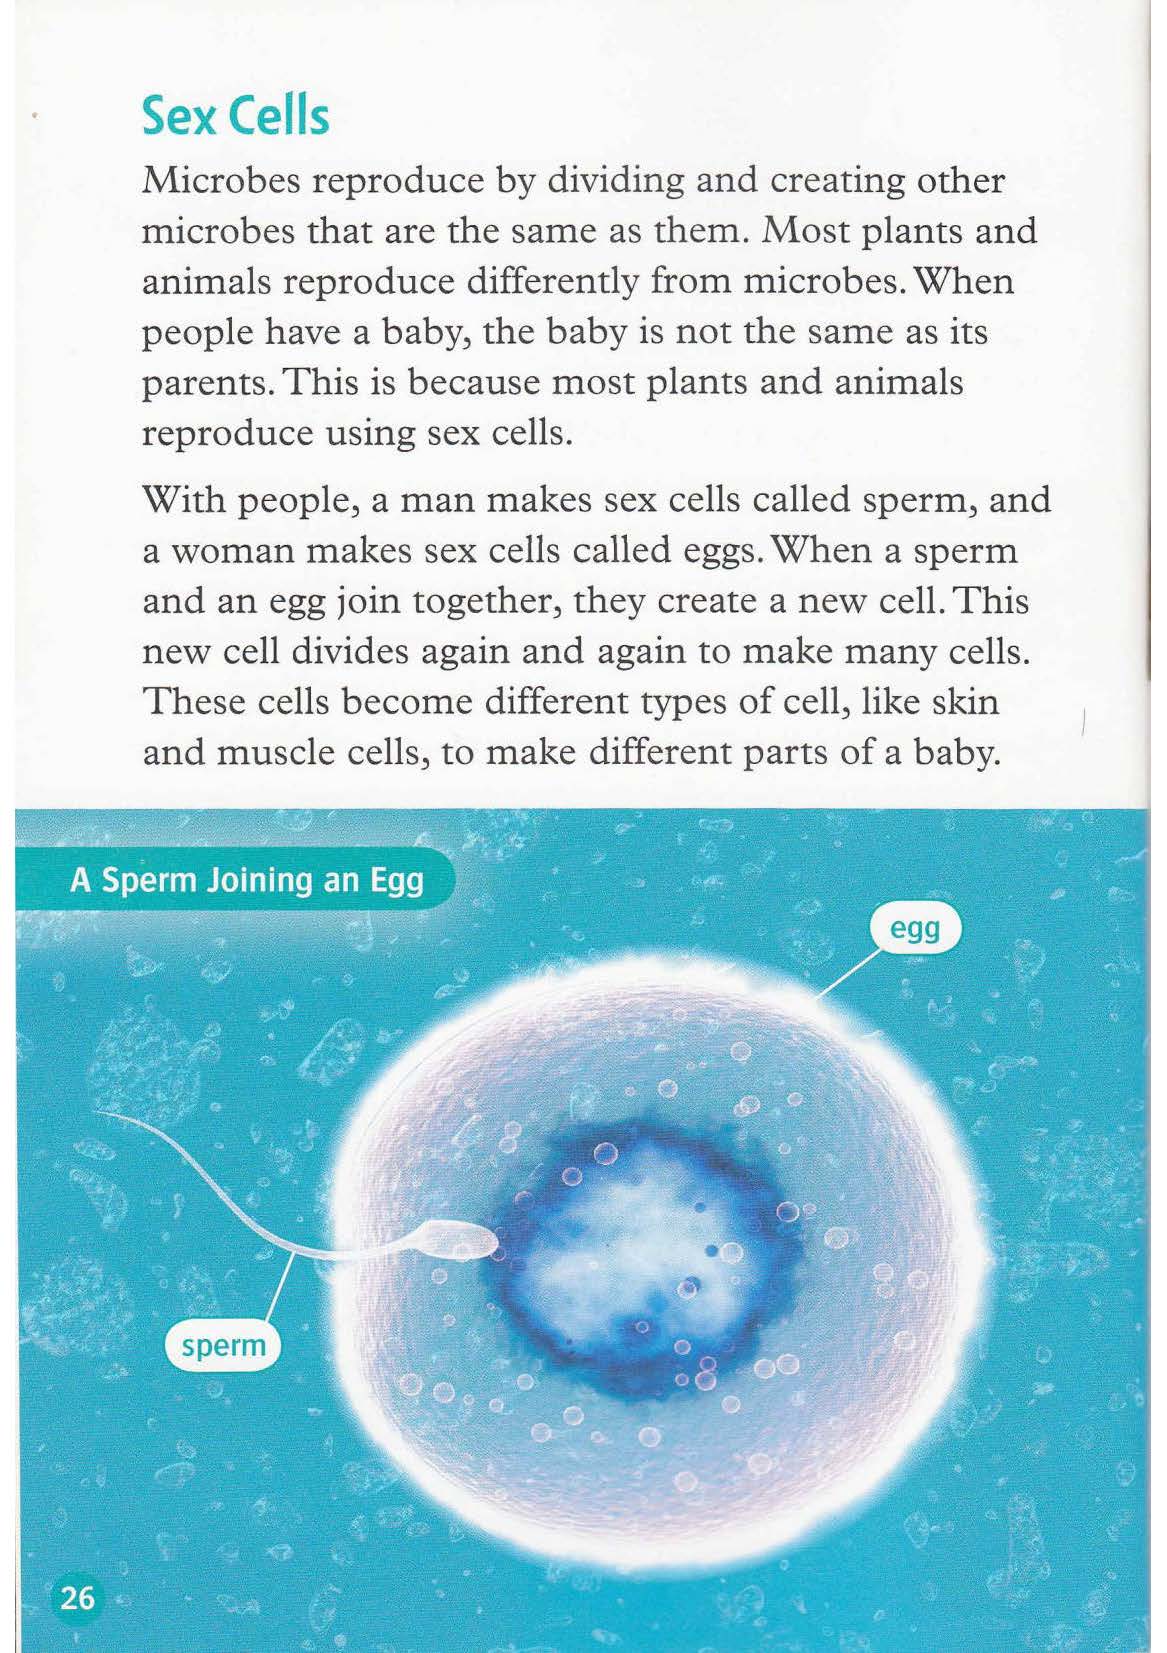 Sex Cells
Microbes reproduce by dividing and creating other
microbes that are the same as them. Most plants and
animals reproduce differently from microbes. When
people have a baby, the baby is not the same as its
parents. This is because most plants and animals
reproduce using sex cells.
With people, a man makes sex cells called sperm, and
a woman makes sex cells called eggs. When a sperm
and an egg join together, they create a new cell. This
new cell divides again and again to make many cells.
These cells become different types of cell, like skin
and muscle cells, to make different parts of a baby.
A Sperm Joining an Egg
egg
sperm
26